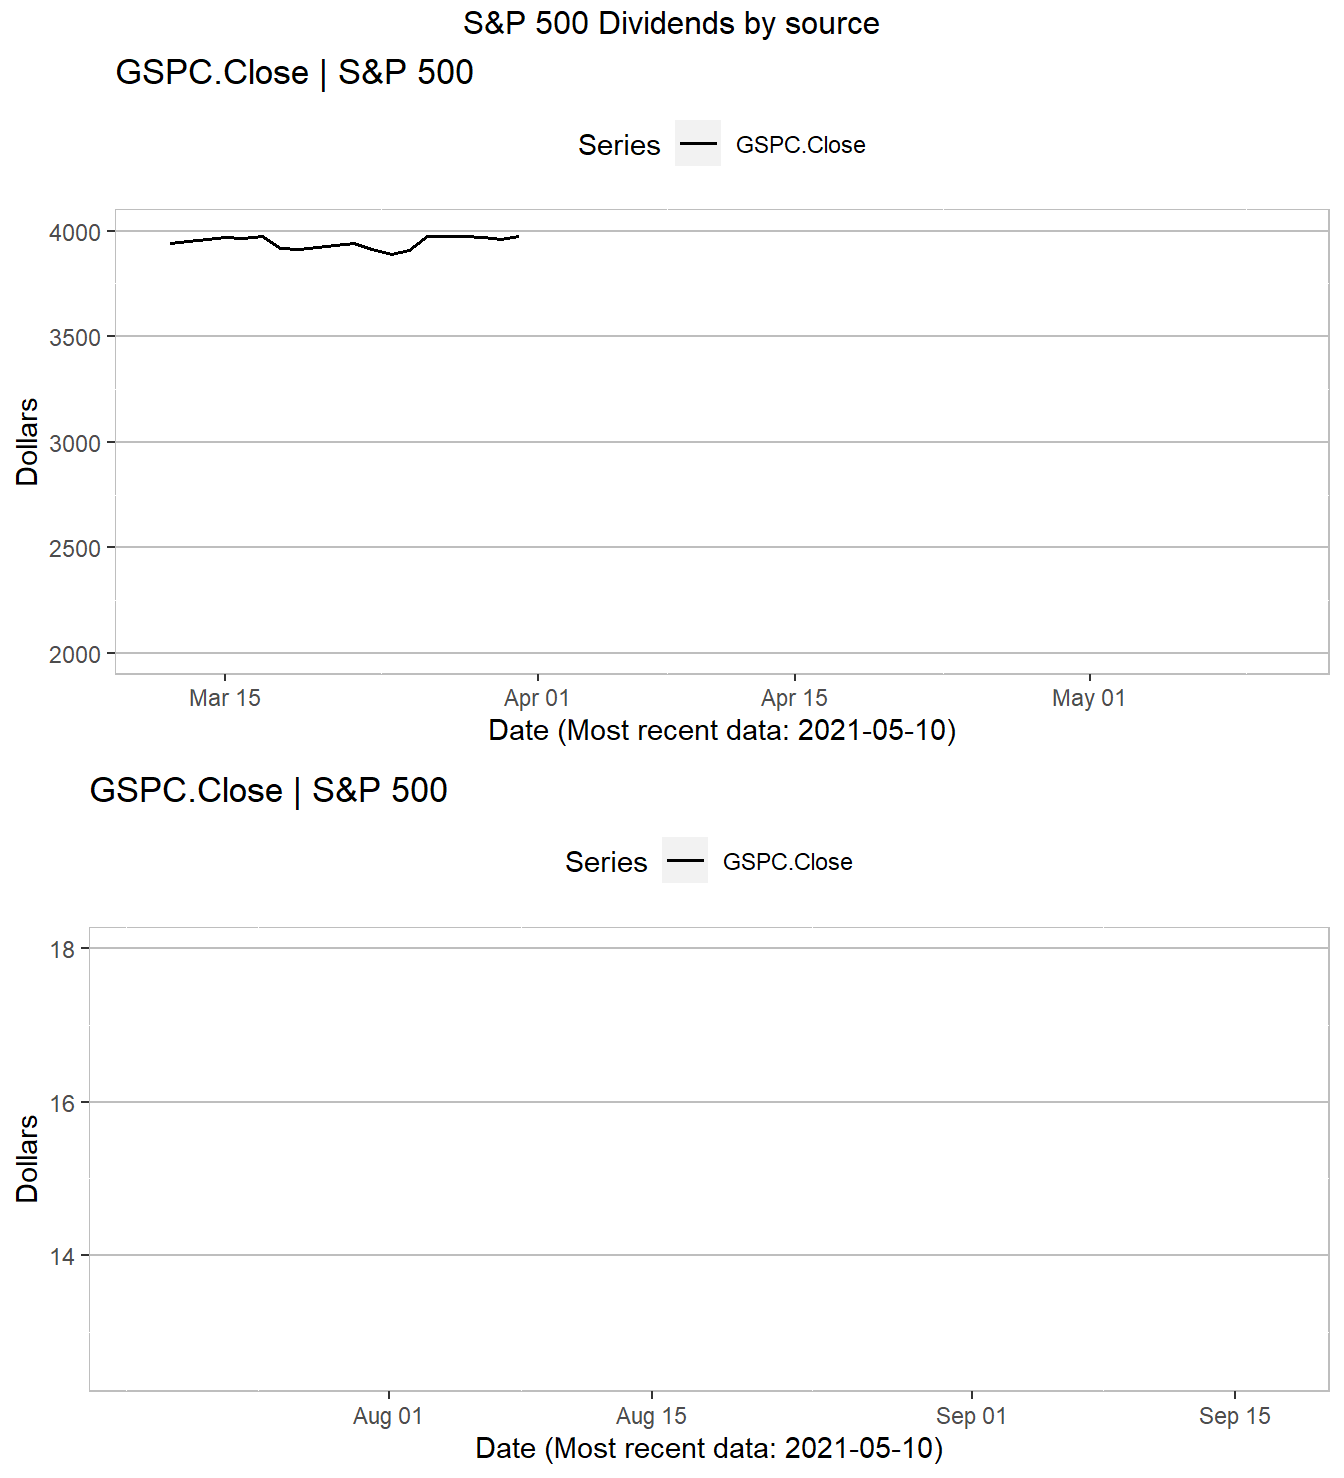 S&P 500 Dividends by source
GSPC.Close | S&P 500
Series GSPC.Close
4000
3500
3000
2500
2000
Dollars
Mar 15 Apr 01 Apr 15 May 01
Date (Most recent data: 2021-05-10)
GSPC.Close | S&P 500
Series GSPC.Close
18
16
14
Dollars
Aug 01 Aug 15 Sep 01 Sep 15
Date (Most recent data: 2021-05-10)